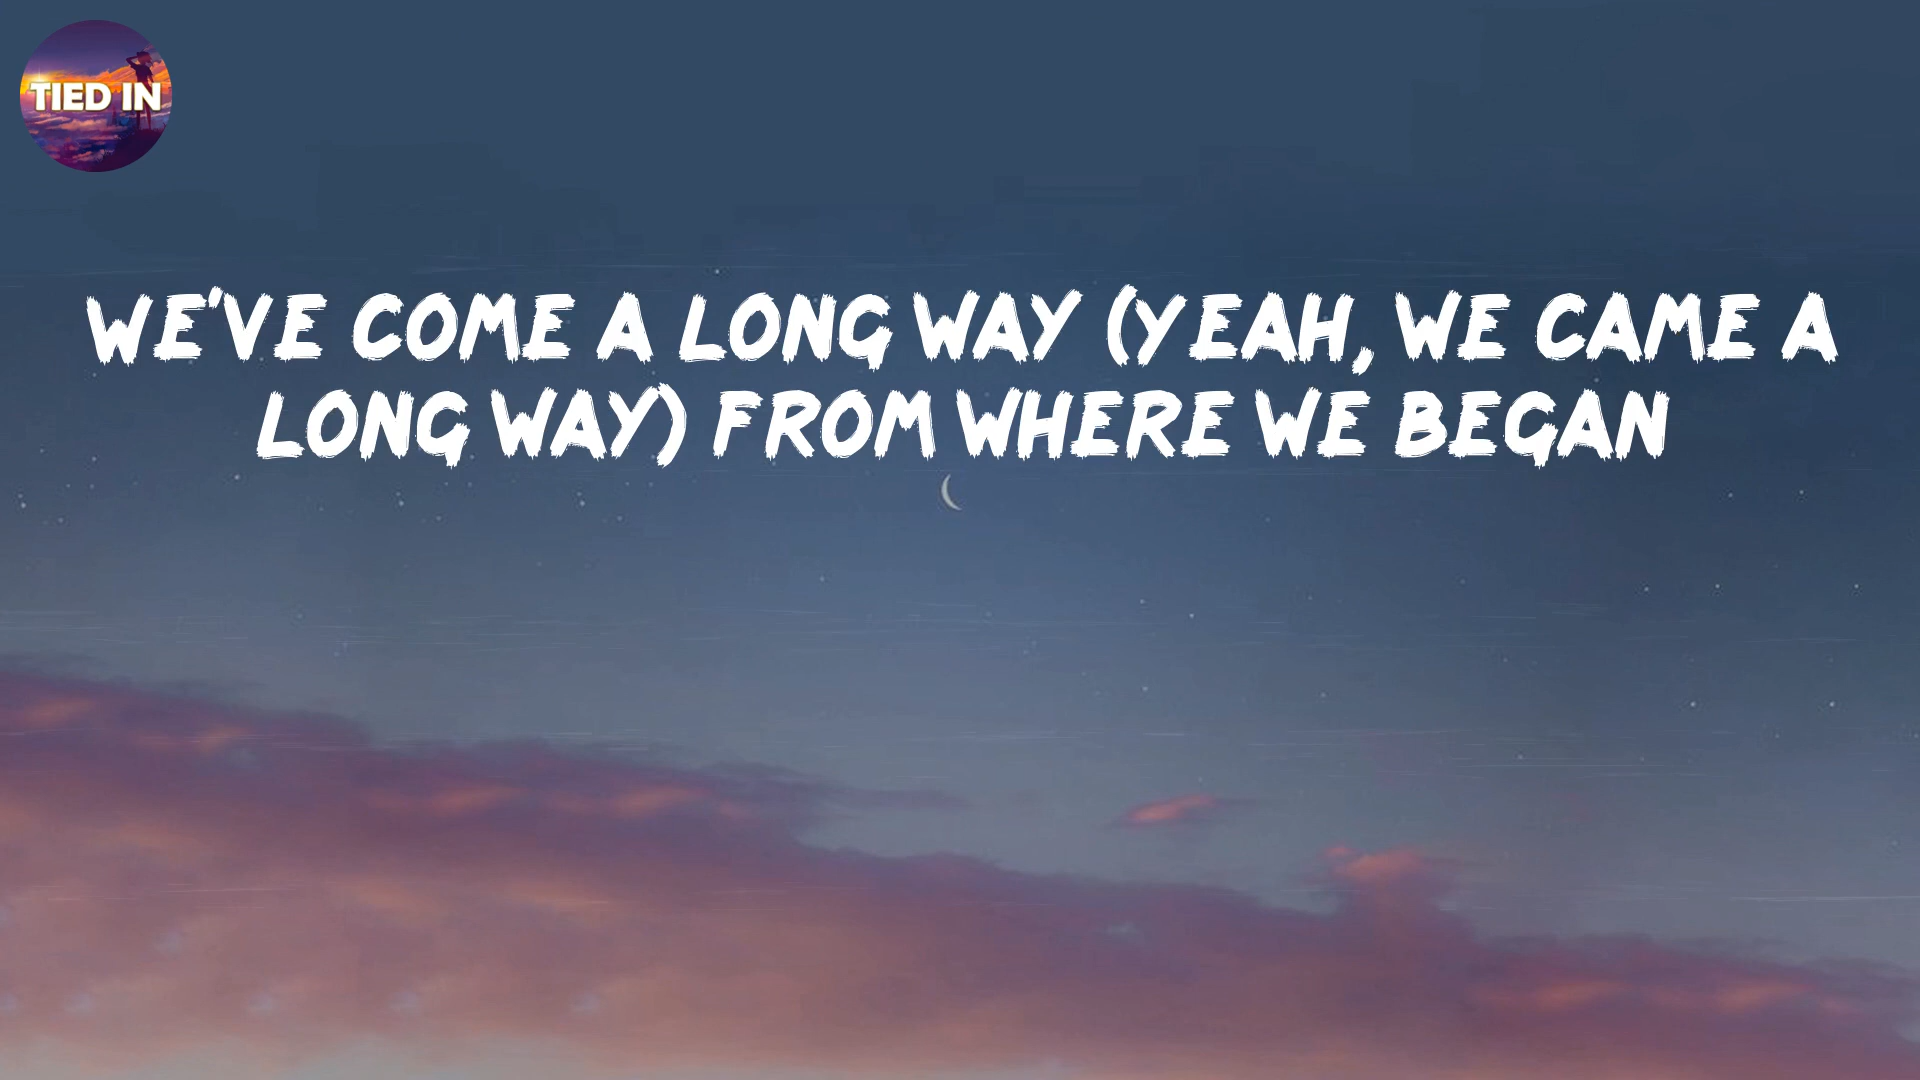 TIED IN
WE'VE COME A LONG WAY (YEAH, WE CAME A
LONG WAY) FROM WHERE WE BEGAN